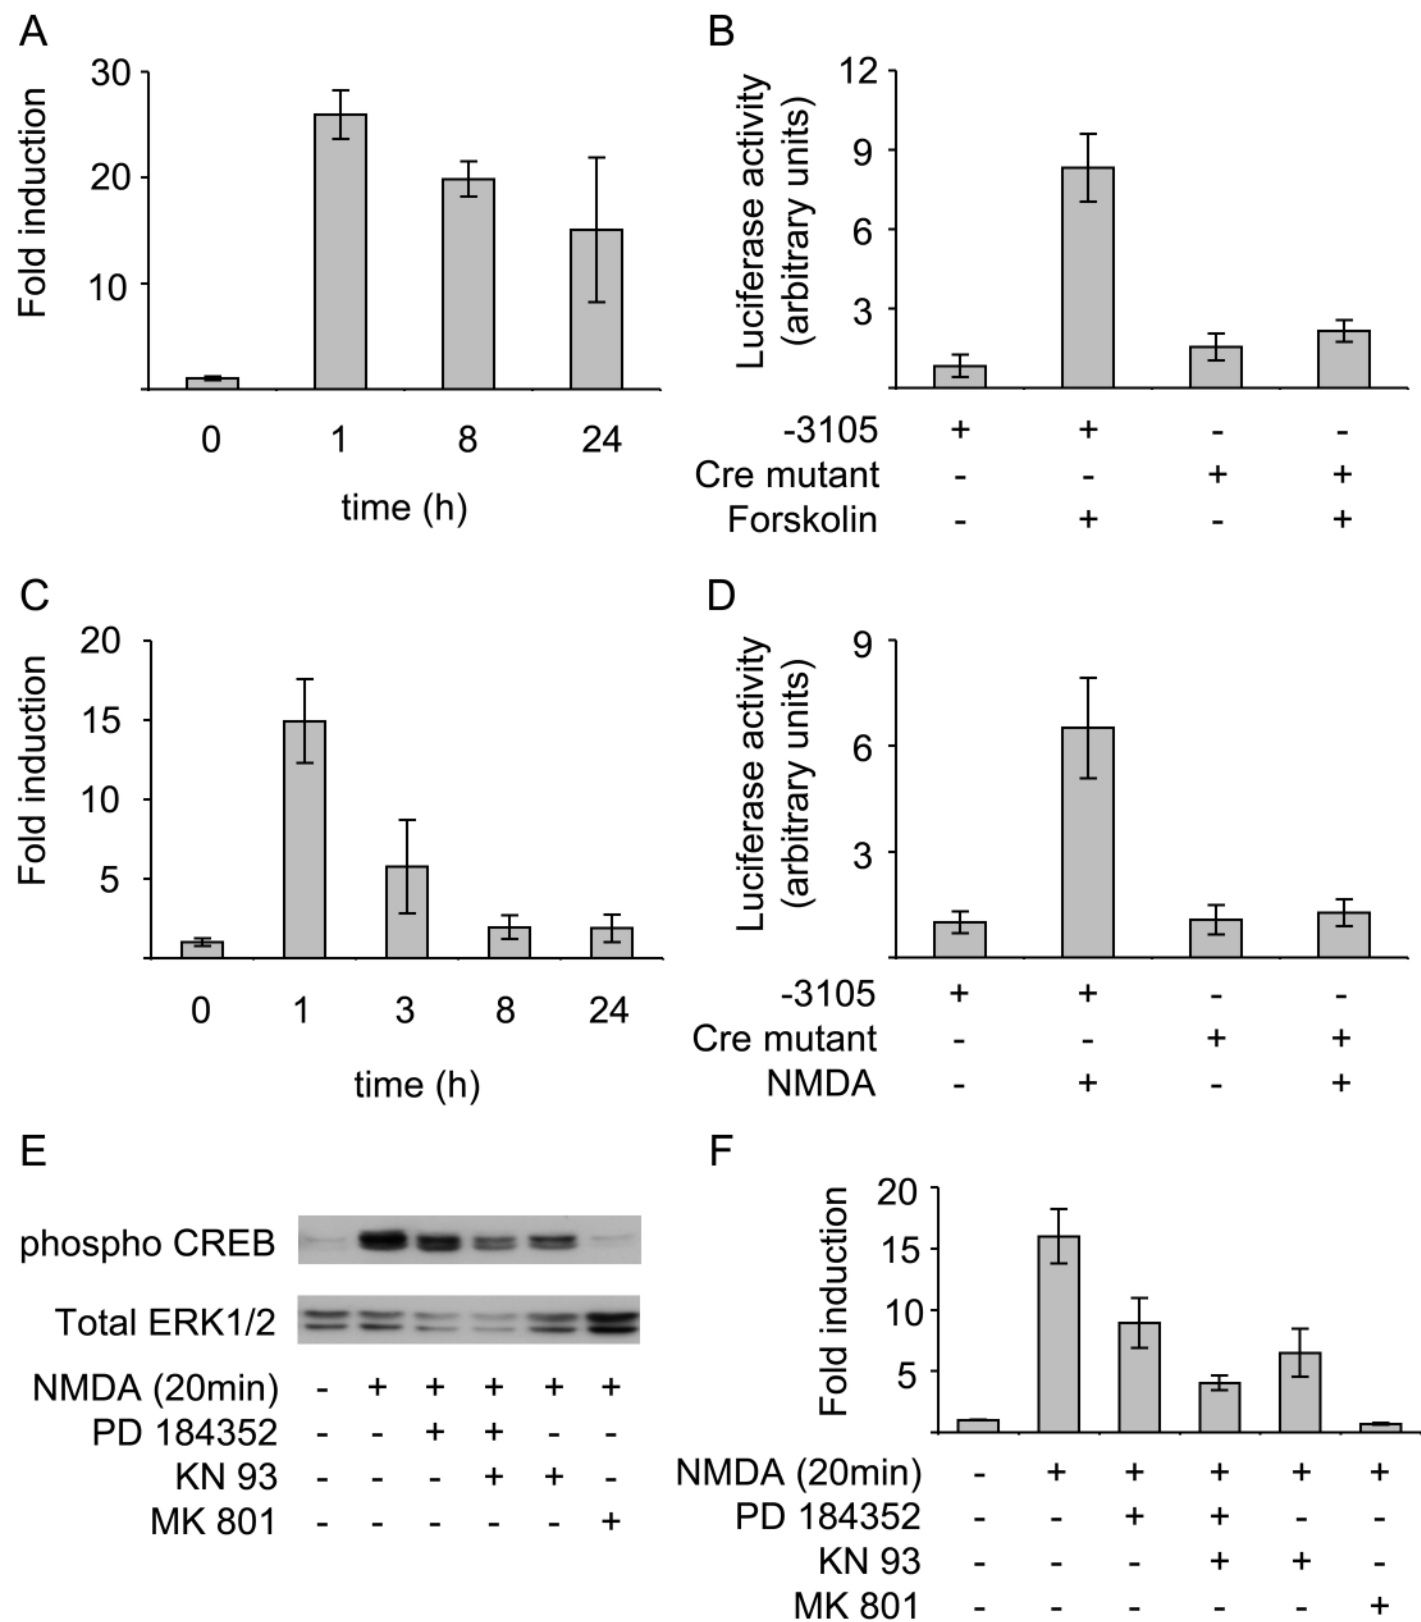 A
Fold induction
30
20
10
0 1 8 24
time (h)
B
Luciferase activity
(arbitrary units)
12
9
6
3
-3105 + + - -
Cre mutant - - + +
Forskolin - + - +
C
Fold induction
20
15
10
5
0 1 3 8 24
time (h)
D
Luciferase activity
(arbitrary units)
9
6
3
-3105 + + - -
Cre mutant - - + +
NMDA - + - +
E
phospho CREB
Total ERK1/2
NMDA (20min) - + + + + +
PD 184352 - - + + - -
KN 93 - - - + + -
MK 801 - - - - - +
F
Fold induction
20
15
10
5
NMDA (20min) - + + + + +
PD 184352 - - + + - -
KN 93 - - - + + -
MK 801 - - - - - +